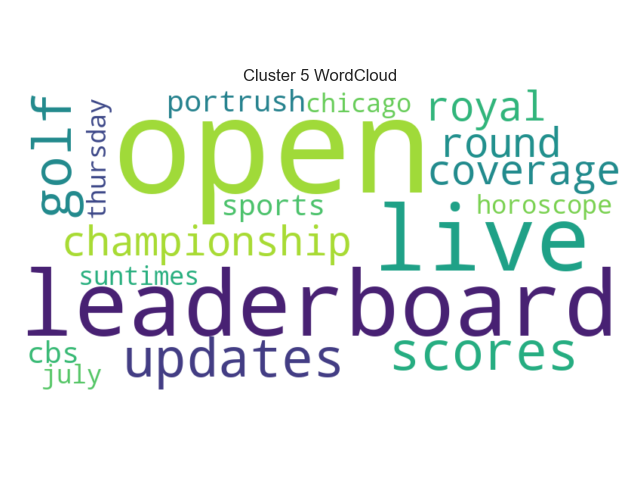 Cluster 5 WordCloud
golf
thursday
portrush
chicago
royal
open
round
coverage
sports
horoscope
championship
live
suntimes
leaderboard
cbs
july
updates
scores